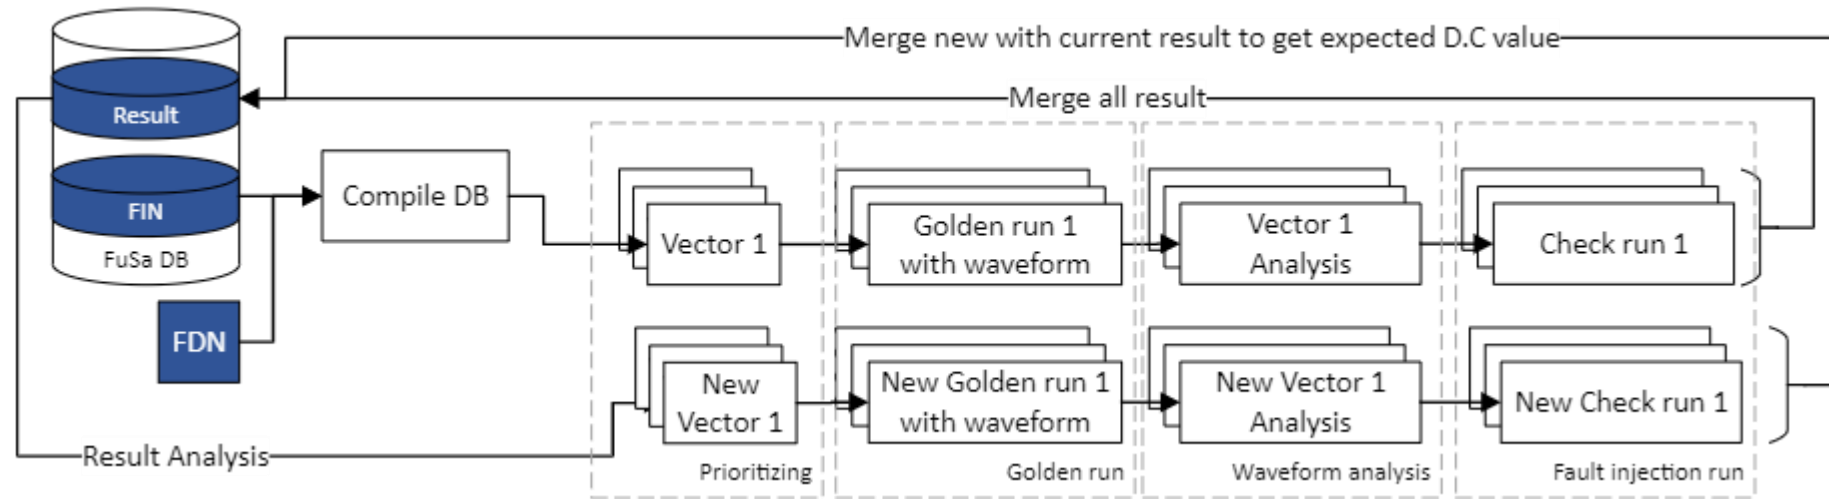 Merge new with current result to get expected D.C value
Merge all result
Result
FIN
FuSa DB
FDN
Compile DB
Vector 1
Golden run 1
with waveform
Vector 1
Analysis
Check run 1
New
Vector 1
New Golden run 1
with waveform
New Vector 1
Analysis
New Check run 1
Result Analysis
Prioritizing
Golden run
Waveform analysis
Fault injection run